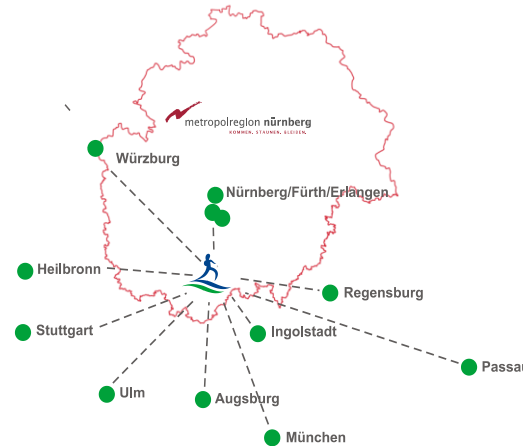 metropolregion nürnberg
KOMMEN. STAUNEN. BLEIBEN.
Würzburg
Nürnberg/Fürth/Erlangen
Heilbronn
Regensburg
Stuttgart
Ingolstadt
Passau
Ulm
Augsburg
München